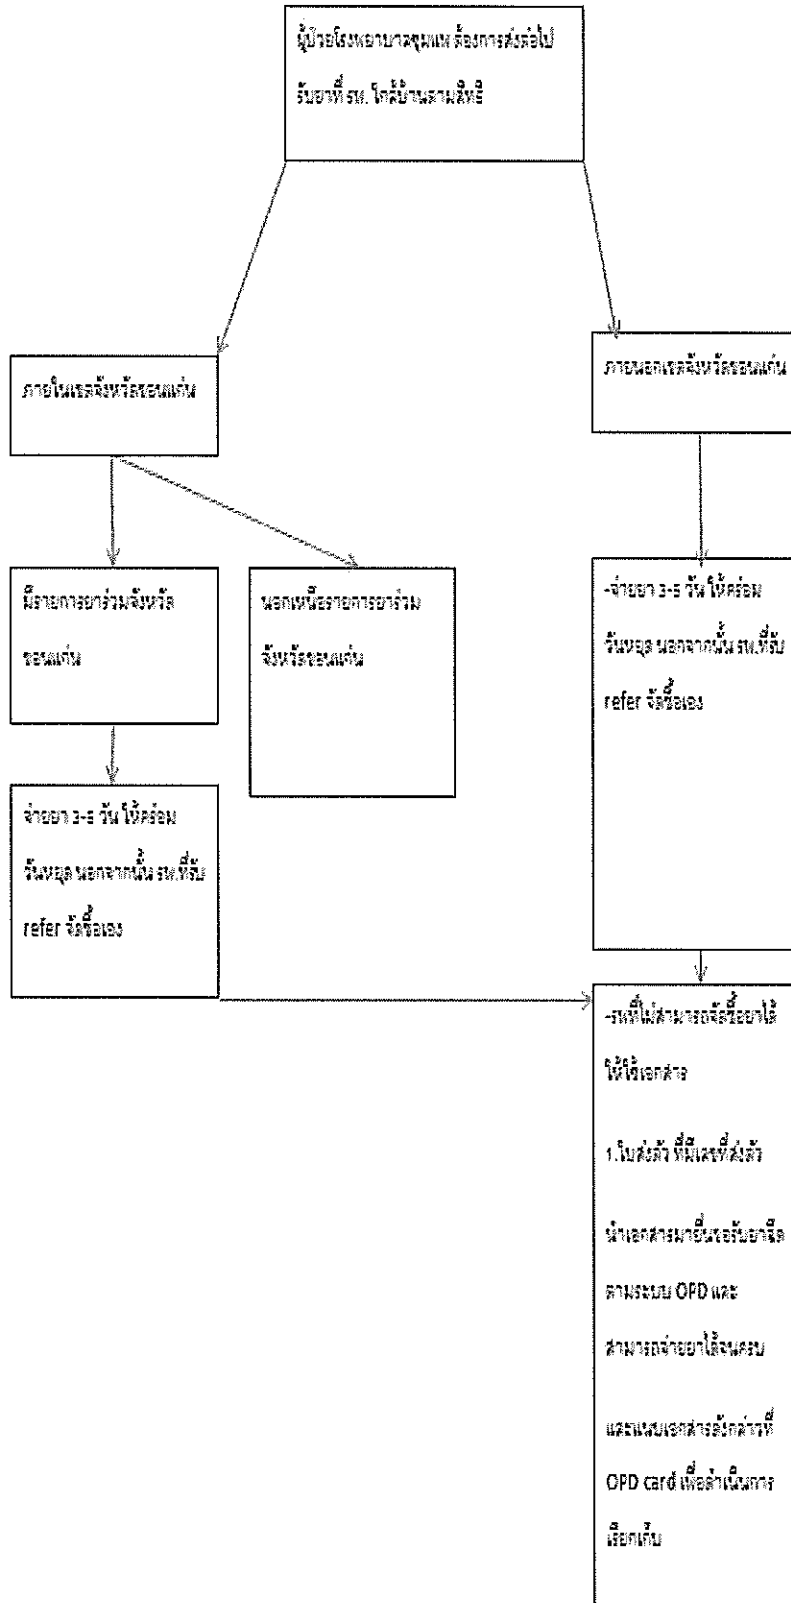 ผู้ป่วยโรงพยาบาลชุมแพ ต้องการส่งต่อไป
รับยาที่ รพ. ใกล้บ้านตามสิทธิ
ภายในเขตจังหวัดขอนแก่น
ภายนอกเขตจังหวัดขอนแก่น
มีรายการยาร่วมจังหวัด
ขอนแก่น
นอกเหนือรายการยาร่วม
จังหวัดขอนแก่น
-จ่ายยา 3-5 วัน ให้คร่อม
วันหยุด นอกจากนั้น รพ.ที่รับ
refer จัดซื้อเอง
จ่ายยา 3-5 วัน ให้คร่อม
วันหยุด นอกจากนั้น รพ.ที่รับ
refer จัดซื้อเอง
-รพที่ไม่สามารถจัดซื้อยาได้
ให้ใช้เอกสาร
1.ใบส่งตัว ที่มีเลขที่ส่งตัว
นำเอกสารมายื่นขอรับยาฉีด
ตามระบบ OPD และ
สามารถจ่ายยาได้จนครบ
และแนบเอกสารดังกล่าวที่
OPD card เพื่อดำเนินการ
เรียกเก็บ